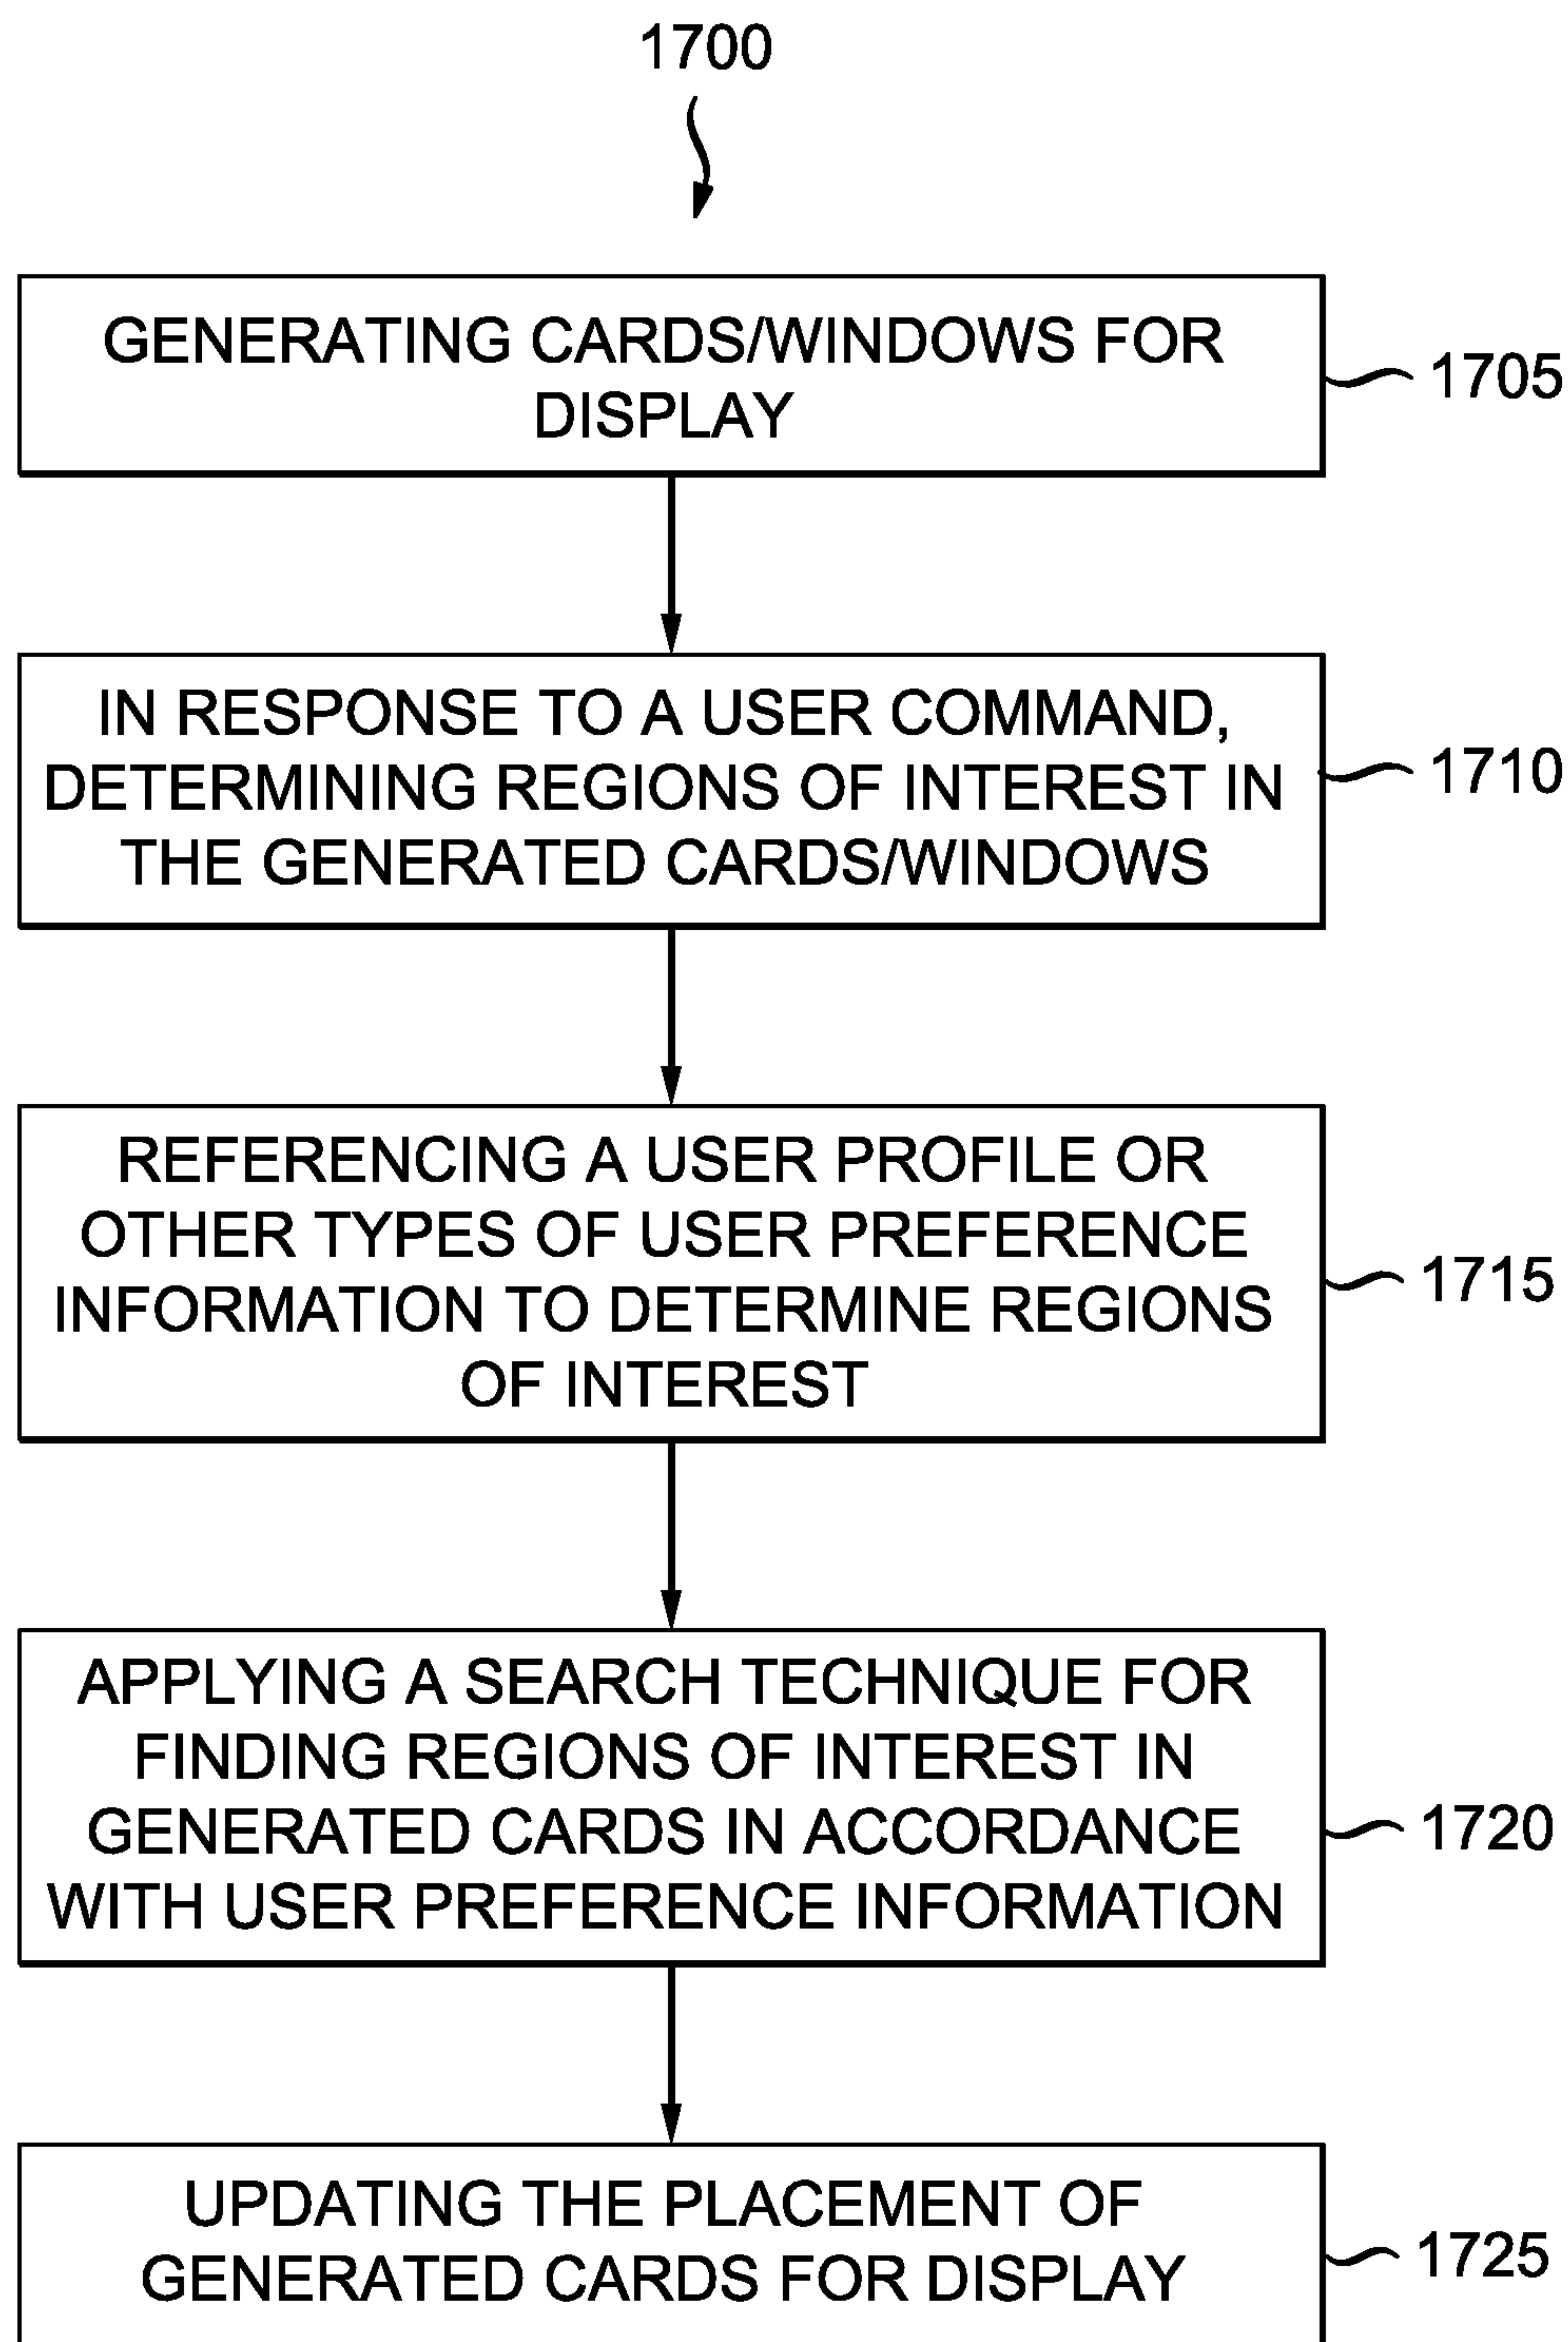 1700
GENERATING CARDS/WINDOWS FOR
DISPLAY
1705
IN RESPONSE TO A USER COMMAND,
DETERMINING REGIONS OF INTEREST IN
THE GENERATED CARDS/WINDOWS
1710
REFERENCING A USER PROFILE OR
OTHER TYPES OF USER PREFERENCE
INFORMATION TO DETERMINE REGIONS
OF INTEREST
1715
APPLYING A SEARCH TECHNIQUE FOR
FINDING REGIONS OF INTEREST IN
GENERATED CARDS IN ACCORDANCE
WITH USER PREFERENCE INFORMATION
1720
UPDATING THE PLACEMENT OF
GENERATED CARDS FOR DISPLAY
1725